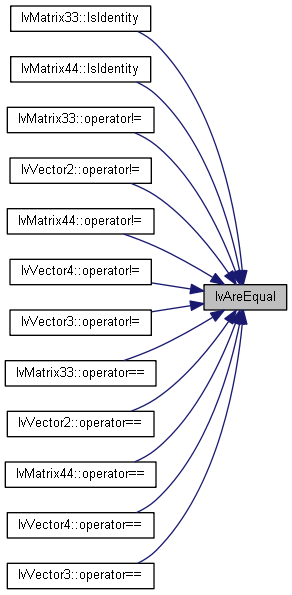 IvMatrix33::IsIdentity
IvMatrix44::IsIdentity
IvMatrix33::operator!=
IvVector2::operator!=
IvMatrix44::operator!=
IvVector4::operator!=
IvVector3::operator!=
IvMatrix33::operator==
IvVector2::operator==
IvMatrix44::operator==
IvVector4::operator==
IvVector3::operator==
IvAreEqual